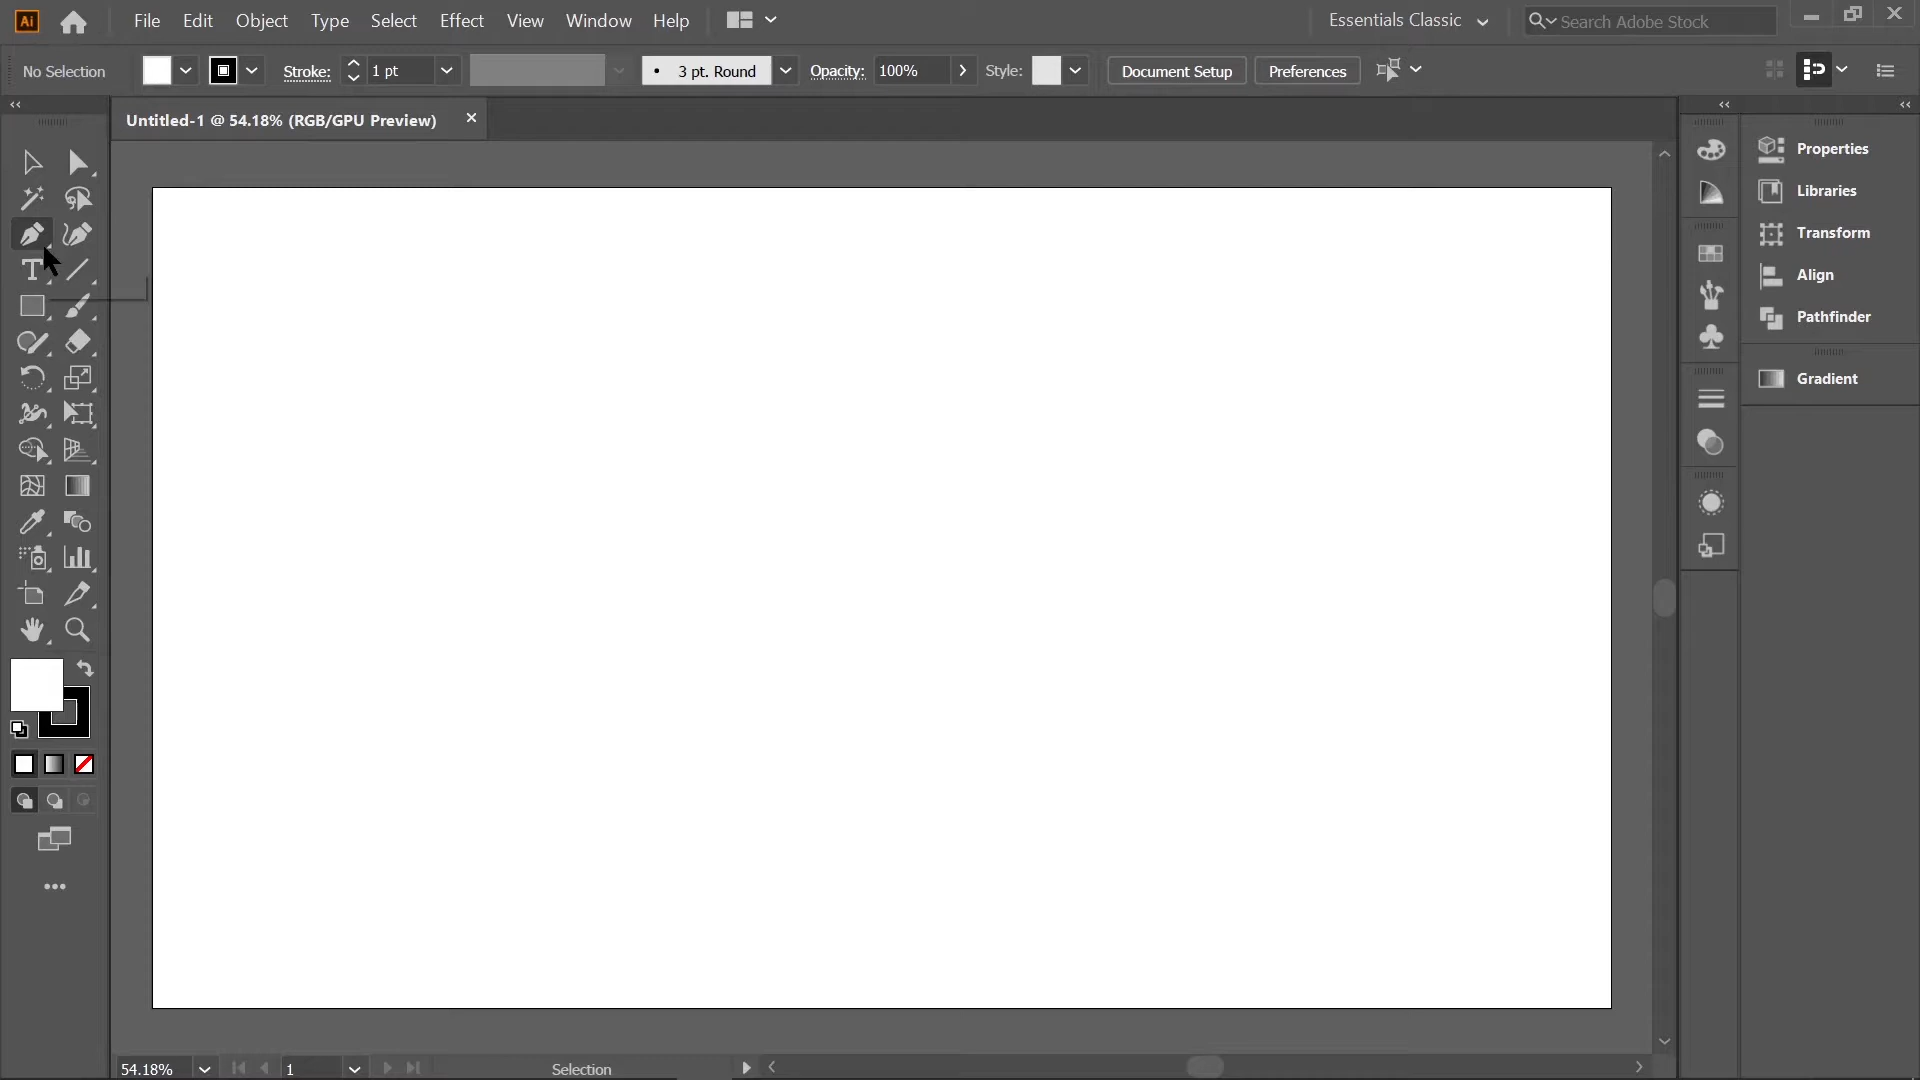 Ai File Edit Object Type Select Effect View Window Help Essentials Classic Search Adobe Stock
No Selection Stroke: 1 pt 3 pt. Round Opacity: 100% Style: Document Setup Preferences
Untitled-1 @ 54.18% (RGB/GPU Preview)
Properties
Libraries
Transform
Align
Pathfinder
Gradient
54.18% 1 Selection